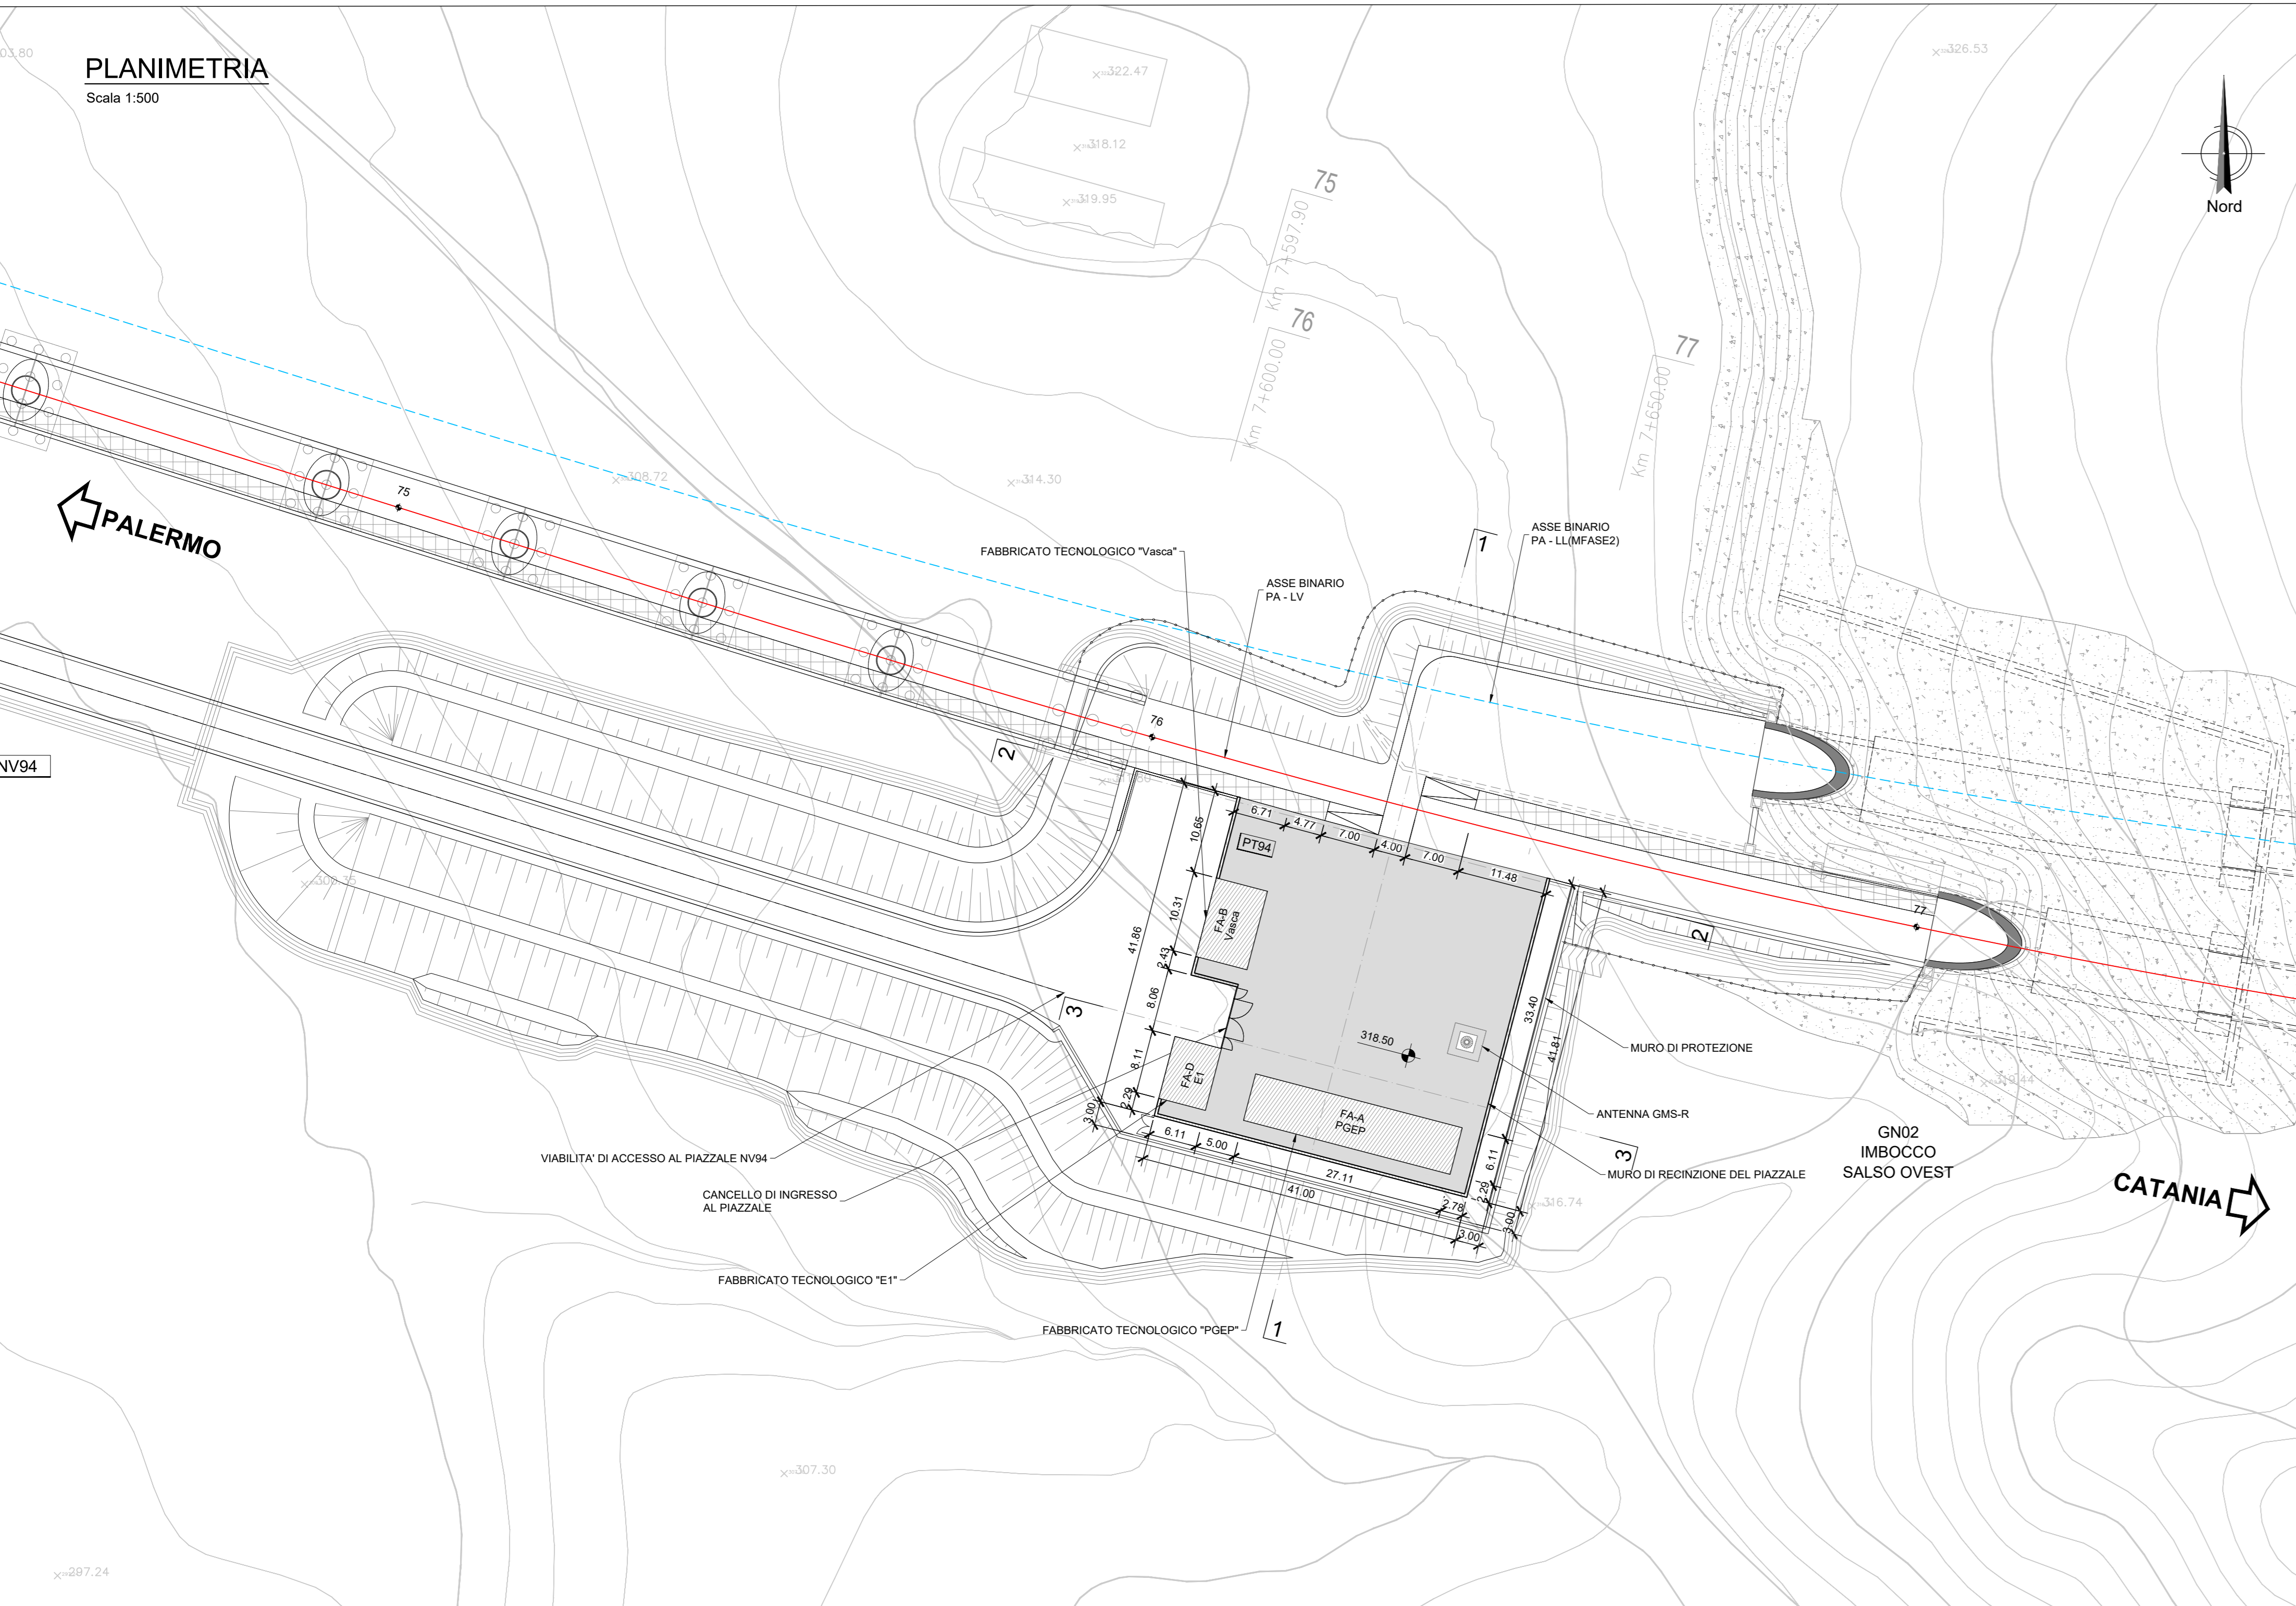 PLANIMETRIA
Scala 1:500
03.80
322.47
318.12
319.95
326.53
Nord
75
Km 7+597.90
76
Km 7+600.00
77
Km 7+650.00
308.72
314.30
PALERMO
75
FABBRICATO TECNOLOGICO "Vasca"
ASSE BINARIO
PA - LV
1
ASSE BINARIO
PA - LL(MFASE2)
76
2
NV94
6.71
4.77
7.00
4.00
7.00
11.48
PT94
10.65
10.31
41.86
2.43
8.06
8.11
2.29
3.00
FA-B
Vasca
FA-D
E1
300.35
3
318.50
33.40
41.81
77
2
MURO DI PROTEZIONE
ANTENNA GMS-R
MURO DI RECINZIONE DEL PIAZZALE
319.44
GN02
IMBOCCO
SALSO OVEST
CATANIA
FA-A
PGEP
6.11
5.00
27.11
41.00
2.78
3.00
6.11
2.29
3.00
3
316.74
VIABILITA' DI ACCESSO AL PIAZZALE NV94
CANCELLO DI INGRESSO
AL PIAZZALE
FABBRICATO TECNOLOGICO "E1"
FABBRICATO TECNOLOGICO "PGEP"
1
307.30
297.24